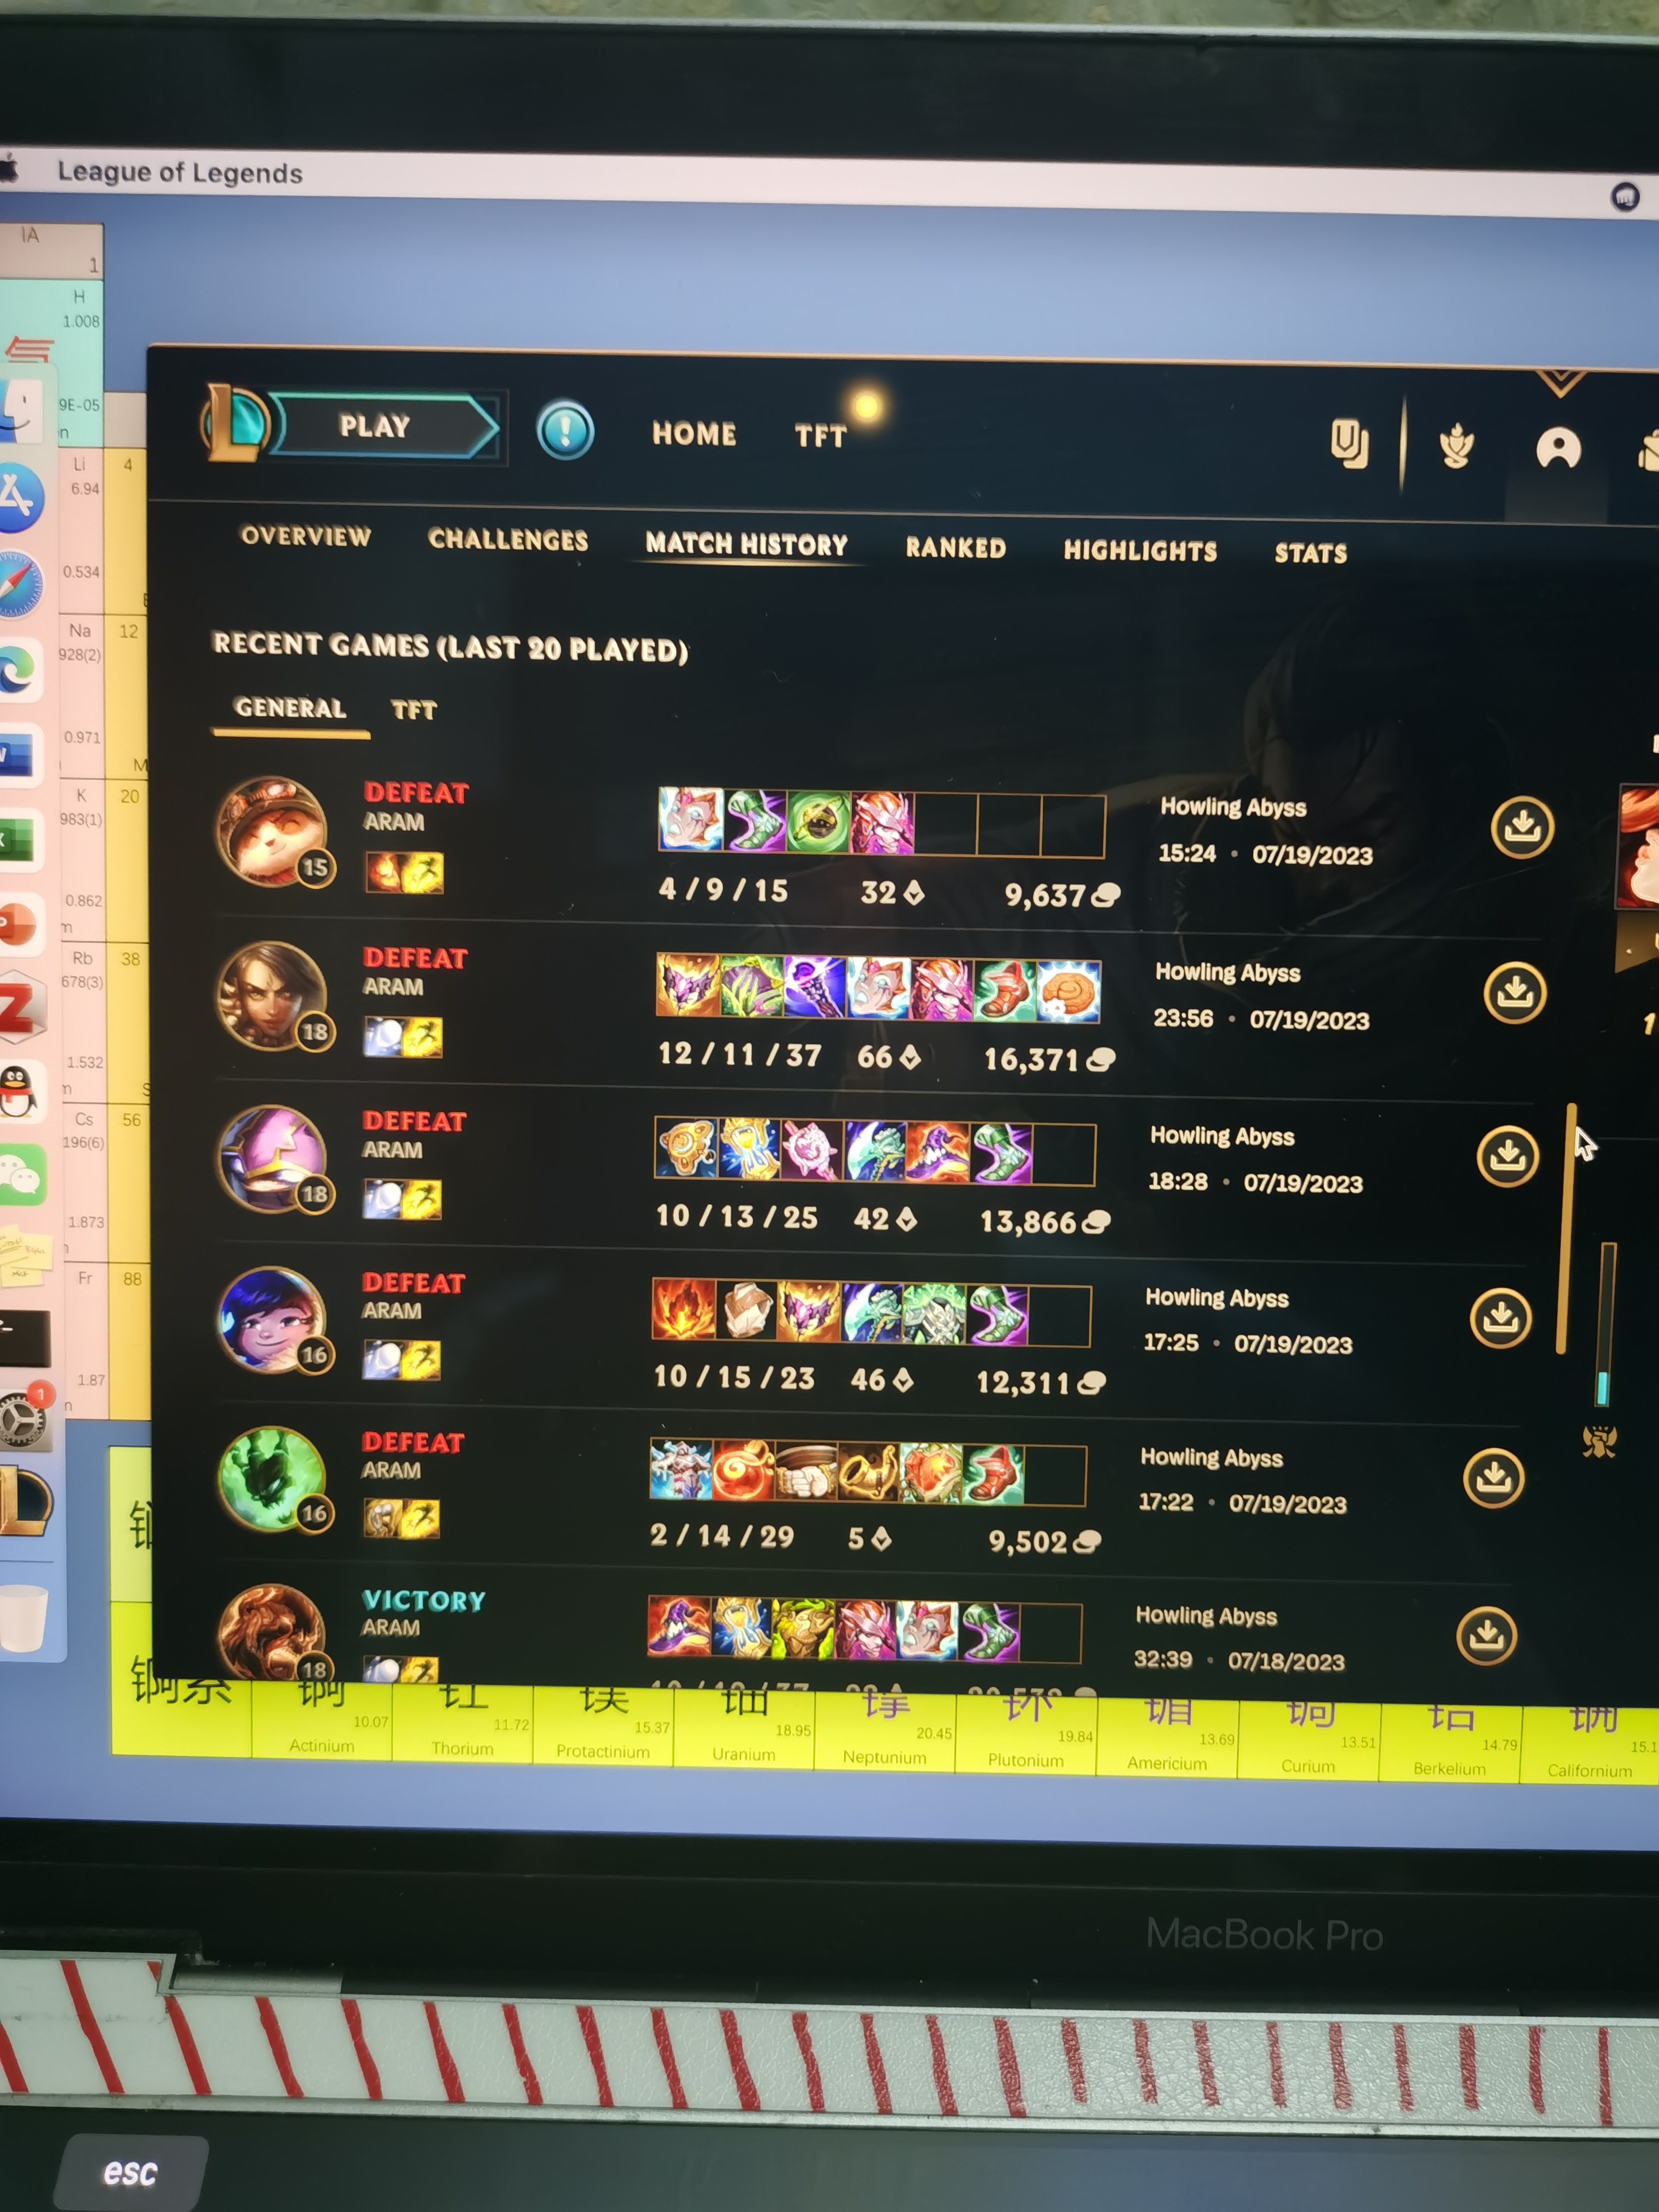 League of Legends
IA
1
H
1.008
9E-05
n
Li
4
6.94
0.534
Na
12
928(2)
0.971
M
K
20
983(1)
0.862
m
Rb
38
678(3)
1.532
m
S
Cs
56
196(6)
1.873
Fr
88
1.87
n
PLAY
HOME
TFT
OVERVIEW
CHALLENGES
MATCH HISTORY
RANKED
HIGHLIGHTS
STATS
RECENT GAMES (LAST 20 PLAYED)
GENERAL
TFT
DEFEAT
ARAM
15
4 / 9 / 15
32
9,637
Howling Abyss
15:24 • 07/19/2023
DEFEAT
ARAM
18
12 / 11 / 37
66
16,371
Howling Abyss
23:56 • 07/19/2023
DEFEAT
ARAM
18
10 / 13 / 25
42
13,866
Howling Abyss
18:28 • 07/19/2023
DEFEAT
ARAM
16
10 / 15 / 23
46
12,311
Howling Abyss
17:25 • 07/19/2023
DEFEAT
ARAM
16
2 / 14 / 29
5
9,502
Howling Abyss
17:22 • 07/19/2023
VICTORY
ARAM
18
Howling Abyss
32:39 • 07/18/2023
1
10.07
Actinium
11.72
Thorium
15.37
Protactinium
18.95
Uranium
20.45
Neptunium
19.84
Plutonium
13.69
Americium
13.51
Curium
14.79
Berkelium
15.1
Californium
MacBook Pro
esc